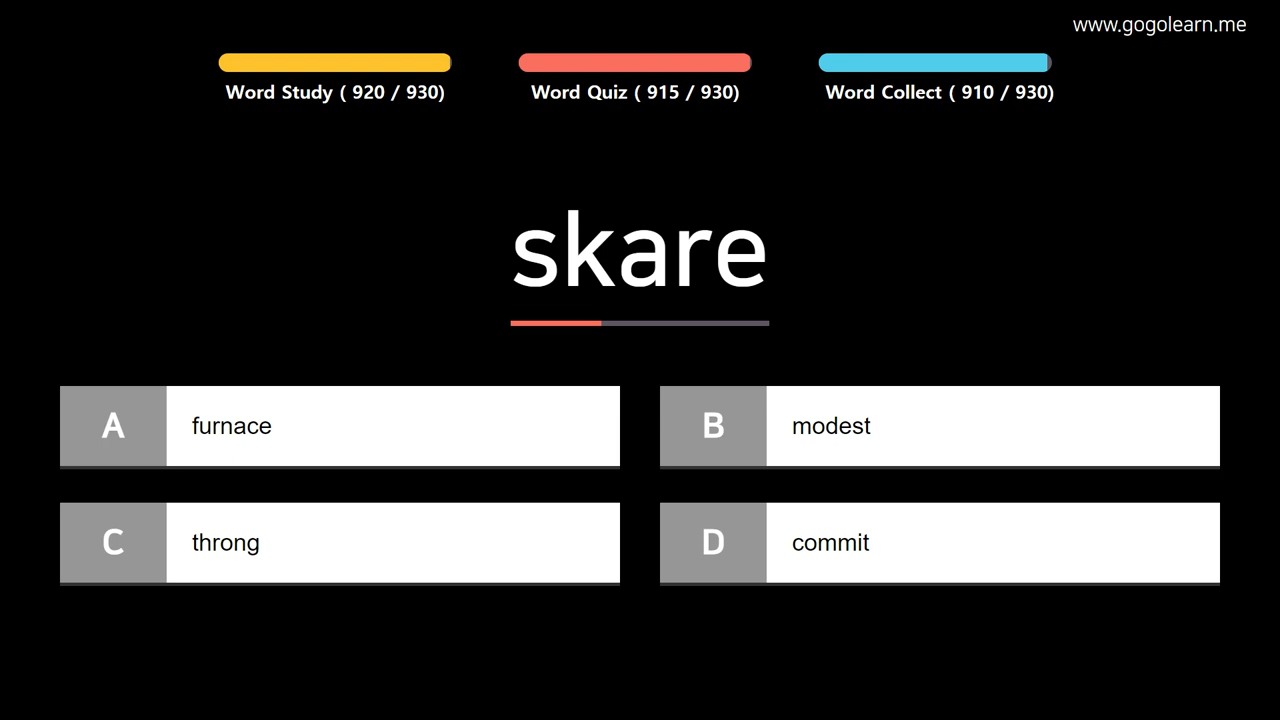 www.gogolearn.me
Word Study ( 920 / 930)
Word Quiz ( 915 / 930)
Word Collect ( 910 / 930)
skare
A furnace
B modest
C throng
D commit